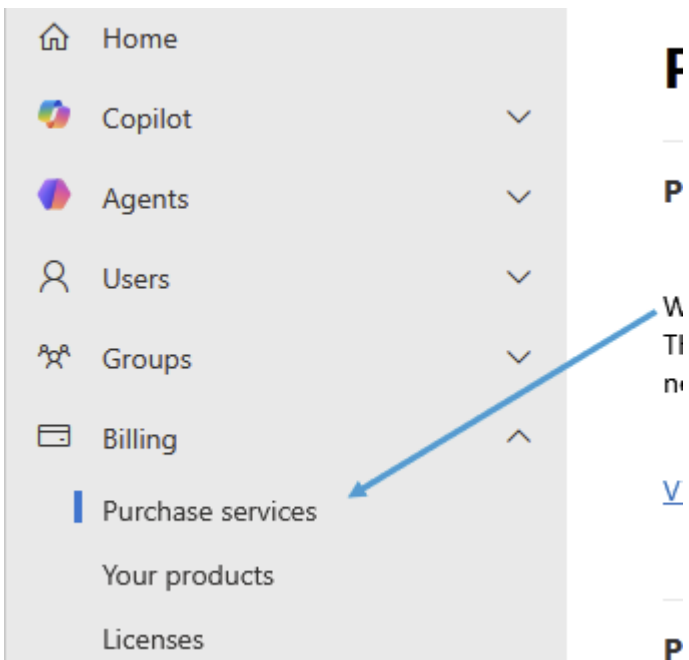 Home
Copilot
Agents
Users
Groups
Billing
Purchase services
Your products
Licenses